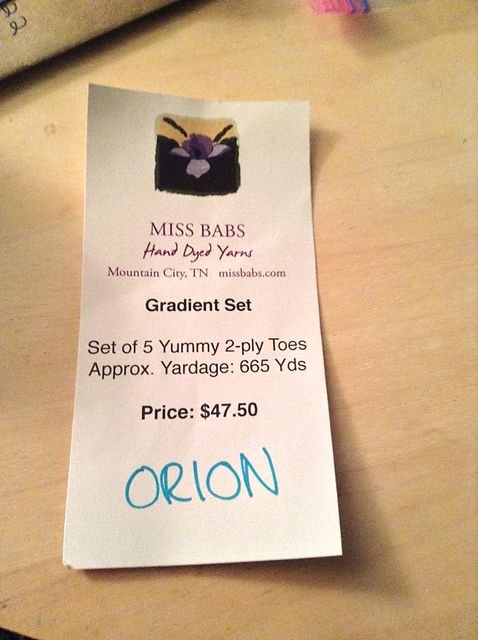 MISS BABS
Hand Dyed Yarns
Mountain City, TN missbabs.com
Gradient Set
Set of 5 Yummy 2-ply Toes
Approx. Yardage: 665 Yds
Price: $47.50
ORION